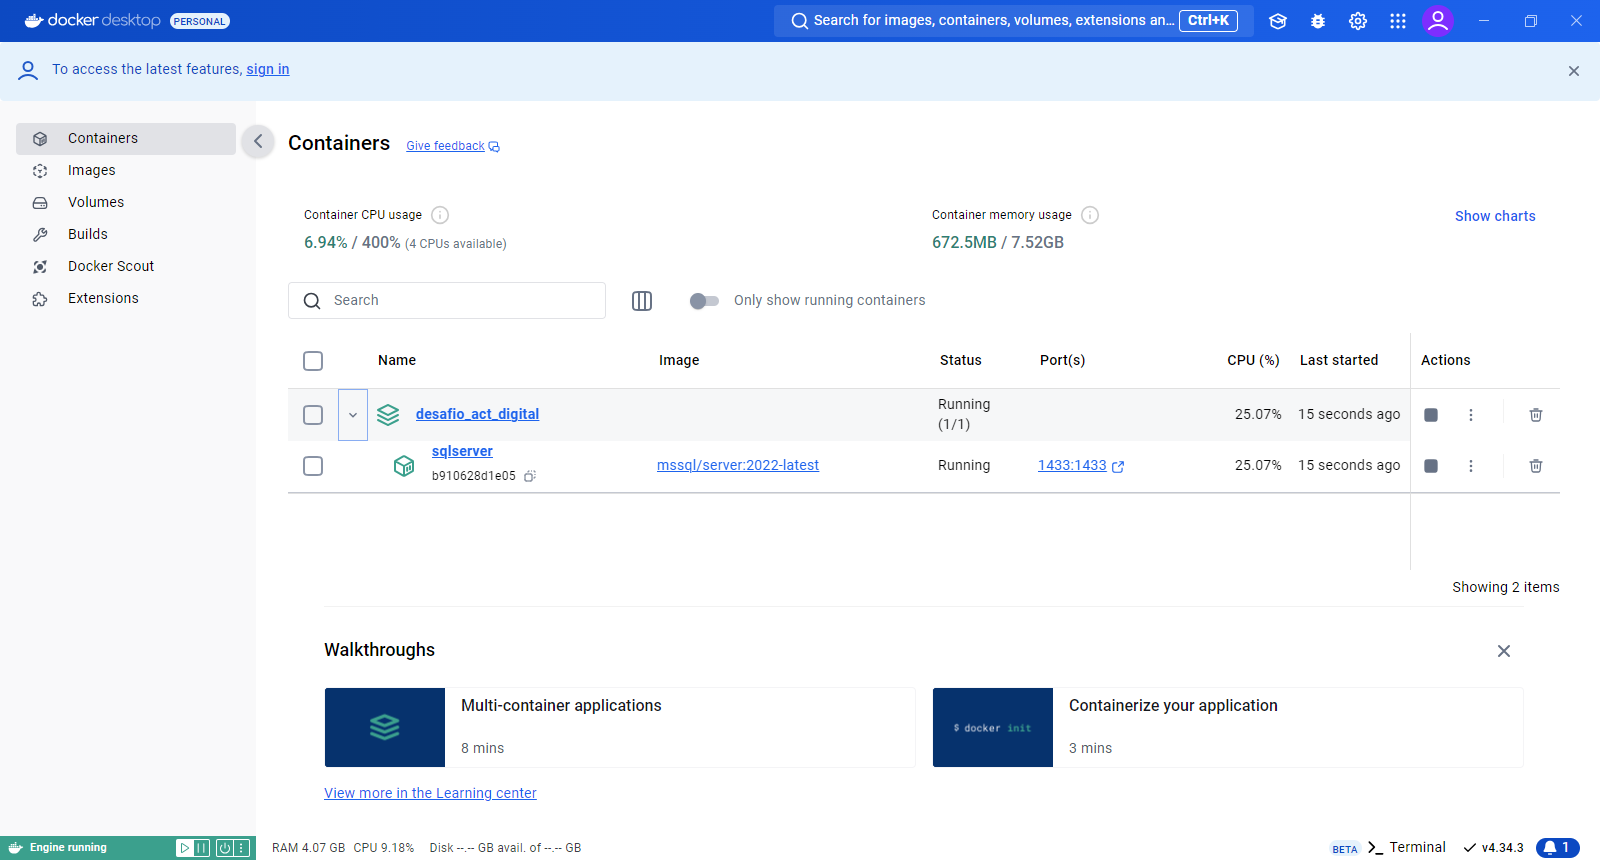 docker desktop PERSONAL
Search for images, containers, volumes, extensions an... Ctrl+K
To access the latest features, sign in
Containers
Images
Volumes
Builds
Docker Scout
Extensions
Containers Give feedback
Container CPU usage
6.94% / 400% (4 CPUs available)
Container memory usage
672.5MB / 7.52GB
Show charts
Search
Only show running containers
Name Image Status Port(s) CPU (%) Last started Actions
desafio_act_digital Running (1/1) 25.07% 15 seconds ago
sqlserver
b910628d1e05
mssql/server:2022-latest Running 1433:1433 25.07% 15 seconds ago
Showing 2 items
Walkthroughs
Multi-container applications
8 mins
$ docker init
Containerize your application
3 mins
View more in the Learning center
Engine running
RAM 4.07 GB CPU 9.18% Disk --.-- GB avail. of --.-- GB
BETA >_ Terminal v4.34.3 1